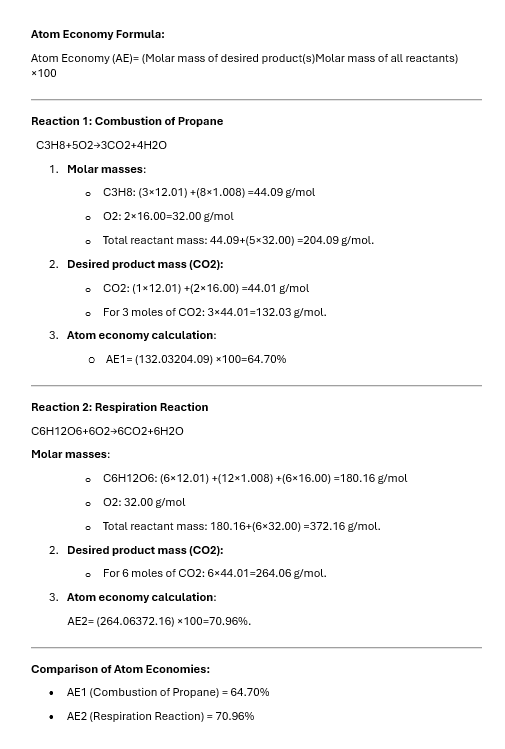 Atom Economy Formula:
Atom Economy (AE)= (Molar mass of desired product(s)Molar mass of all reactants)
×100
Reaction 1: Combustion of Propane
C3H8+5O2→3CO2+4H2O
1. Molar masses:
o C3H8: (3×12.01) +(8×1.008) =44.09 g/mol
o O2: 2×16.00=32.00 g/mol
o Total reactant mass: 44.09+(5×32.00) =204.09 g/mol.
2. Desired product mass (CO2):
o CO2: (1×12.01) +(2×16.00) =44.01 g/mol
o For 3 moles of CO2: 3×44.01=132.03 g/mol.
3. Atom economy calculation:
o AE1= (132.03204.09) ×100=64.70%
Reaction 2: Respiration Reaction
C6H12O6+6O2→6CO2+6H2O
Molar masses:
o C6H12O6: (6×12.01) +(12×1.008) +(6×16.00) =180.16 g/mol
o O2: 32.00 g/mol
o Total reactant mass: 180.16+(6×32.00) =372.16 g/mol.
2. Desired product mass (CO2):
o For 6 moles of CO2: 6×44.01=264.06 g/mol.
3. Atom economy calculation:
AE2= (264.06372.16) ×100=70.96%.
Comparison of Atom Economies:
• AE1 (Combustion of Propane) = 64.70%
• AE2 (Respiration Reaction) = 70.96%